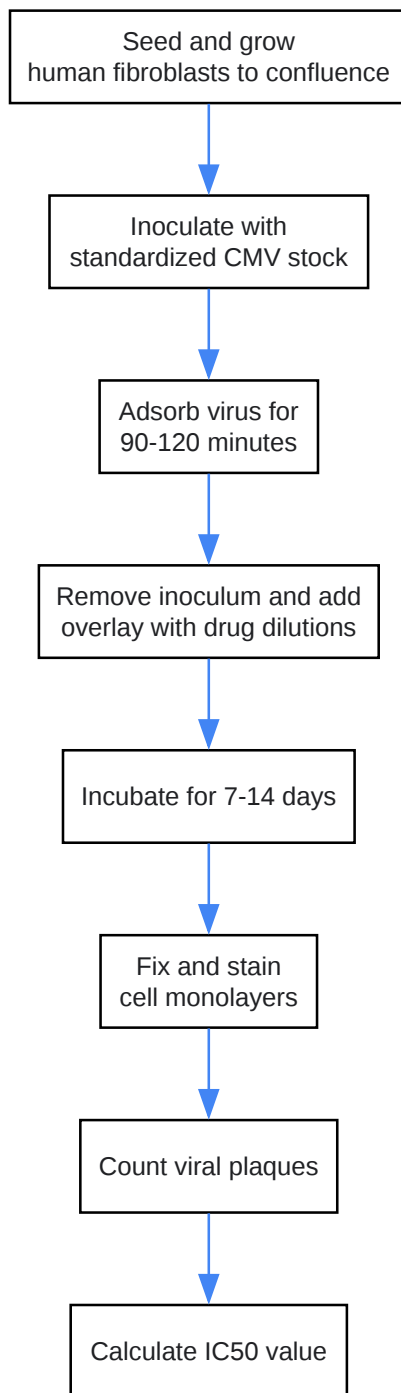 Seed and grow
human fibroblasts to confluence
Inoculate with
standardized CMV stock
Adsorb virus for
90-120 minutes
Remove inoculum and add
overlay with drug dilutions
Incubate for 7-14 days
Fix and stain
cell monolayers
Count viral plaques
Calculate IC50 value